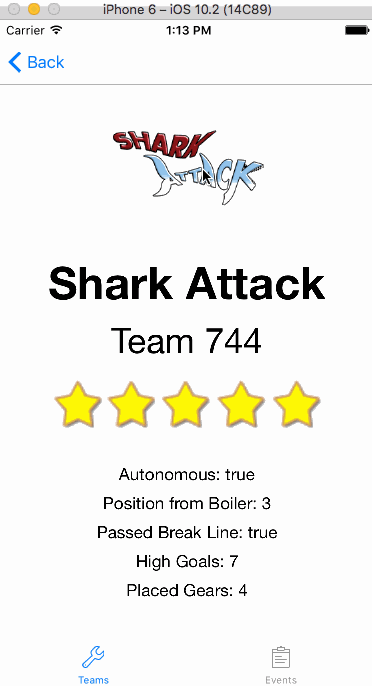 iPhone 6 – iOS 10.2 (14C89)
Carrier 1:13 PM
Back
SHARK
ATTACK
Shark Attack
Team 744
Autonomous: true
Position from Boiler: 3
Passed Break Line: true
High Goals: 7
Placed Gears: 4
Teams Events